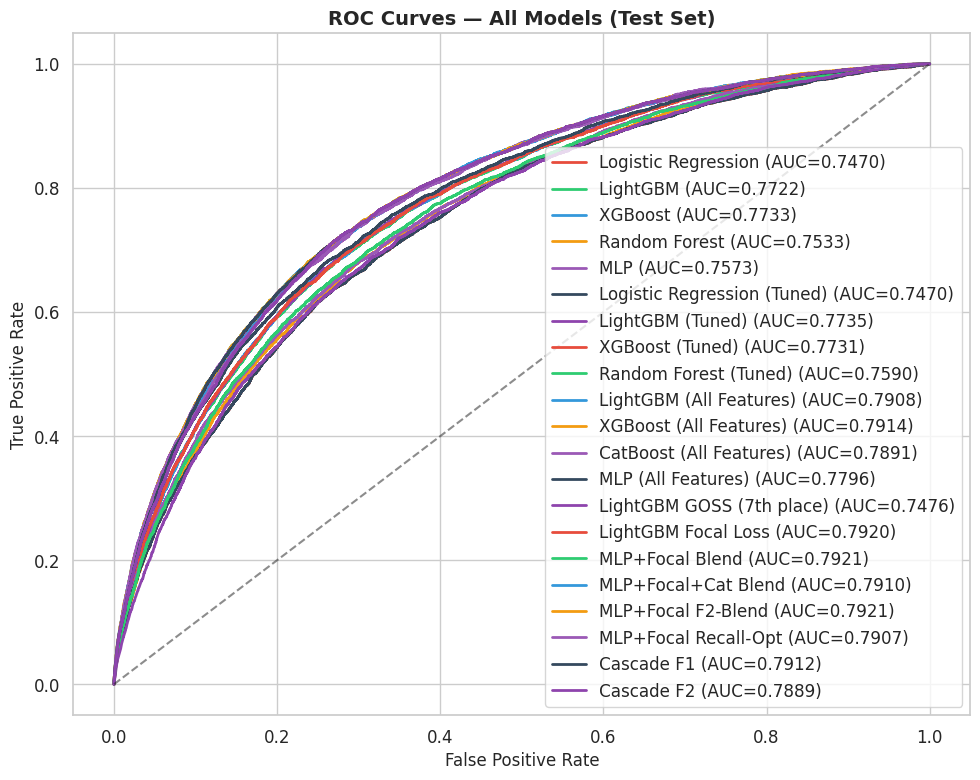 ROC Curves — All Models (Test Set)
1.0
0.8
0.6
0.4
0.2
0.0
True Positive Rate
Logistic Regression (AUC=0.7470)
LightGBM (AUC=0.7722)
XGBoost (AUC=0.7733)
Random Forest (AUC=0.7533)
MLP (AUC=0.7573)
Logistic Regression (Tuned) (AUC=0.7470)
LightGBM (Tuned) (AUC=0.7735)
XGBoost (Tuned) (AUC=0.7731)
Random Forest (Tuned) (AUC=0.7590)
LightGBM (All Features) (AUC=0.7908)
XGBoost (All Features) (AUC=0.7914)
CatBoost (All Features) (AUC=0.7891)
MLP (All Features) (AUC=0.7796)
LightGBM GOSS (7th place) (AUC=0.7476)
LightGBM Focal Loss (AUC=0.7920)
MLP+Focal Blend (AUC=0.7921)
MLP+Focal+Cat Blend (AUC=0.7910)
MLP+Focal F2-Blend (AUC=0.7921)
MLP+Focal Recall-Opt (AUC=0.7907)
Cascade F1 (AUC=0.7912)
Cascade F2 (AUC=0.7889)
0.0 0.2 0.4 0.6 0.8 1.0
False Positive Rate